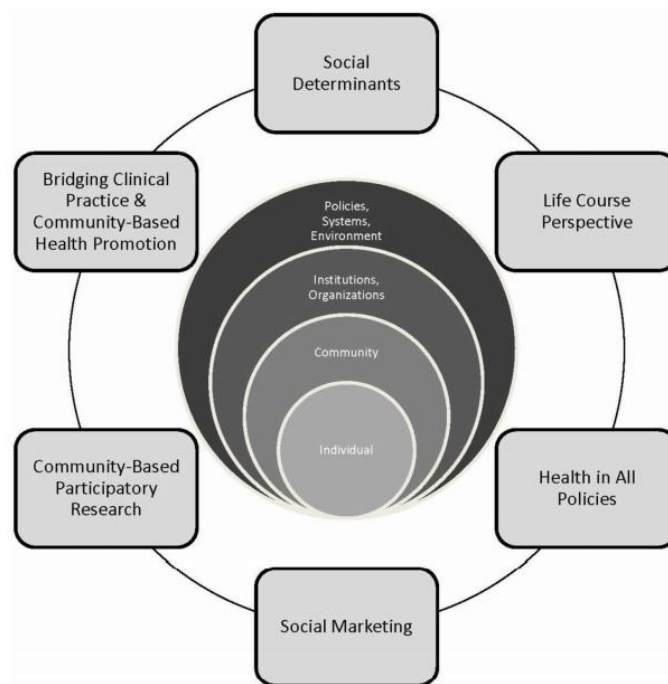 Social
Determinants
Bridging Clinical
Practice &
Community-Based
Health Promotion
Life Course
Perspective
Policies,
Systems,
Environment
Institutions,
Organizations
Community
Individual
Community-Based
Participatory
Research
Health in All
Policies
Social Marketing